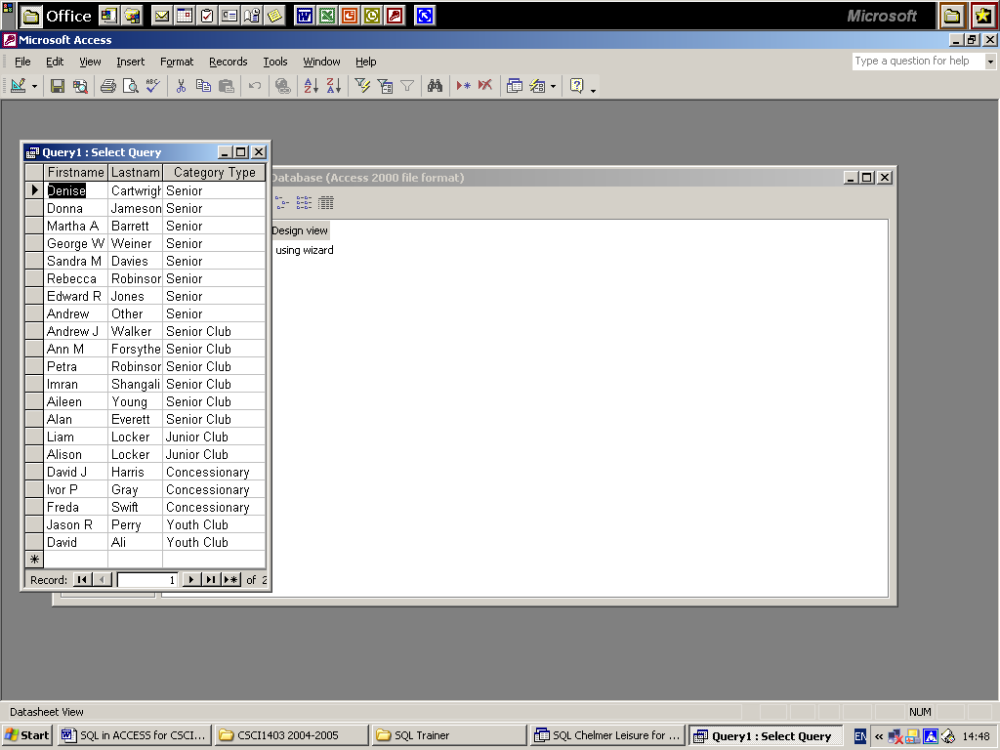 Office Microsoft
Microsoft Access
File Edit View Insert Format Records Tools Window Help Type a question for help
Query1 : Select Query
Database (Access 2000 file format)
Firstname Lastnam Category Type
Denise Cartwrigh Senior
Donna Jameson Senior
Martha A Barrett Senior
George W Weiner Senior
Sandra M Davies Senior
Rebecca Robinson Senior
Edward R Jones Senior
Andrew Other Senior
Andrew J Walker Senior Club
Ann M Forsythe Senior Club
Petra Robinson Senior Club
Imran Shangali Senior Club
Aileen Young Senior Club
Alan Everett Senior Club
Liam Locker Junior Club
Alison Locker Junior Club
David J Harris Concessionary
Ivor P Gray Concessionary
Freda Swift Concessionary
Jason R Perry Youth Club
David Ali Youth Club
Record: 1 of 2
Design view
using wizard
Datasheet View NUM
Start SQL in ACCESS for CSCI... CSCI1403 2004-2005 SQL Trainer SQL Chelmer Leisure for ... Query1 : Select Query EN « 14:48